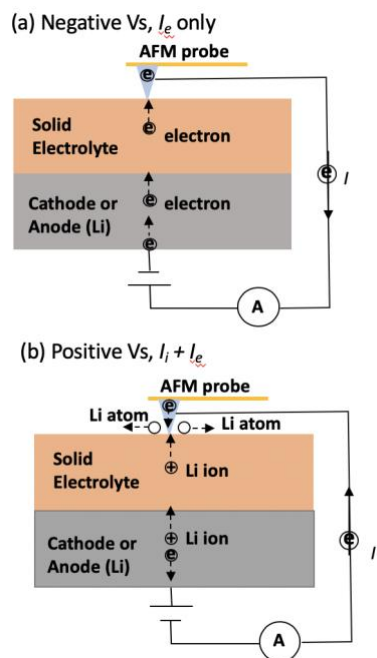 (a) Negative Vs, Ie only
AFM probe
e
Solid
Electrolyte
e electron
e I
Cathode or
Anode (Li)
e electron
e
A
(b) Positive Vs, Ii + Ie
AFM probe
e
Li atom Li atom
Solid
Electrolyte
+ Li ion
Cathode or
Anode (Li)
+ Li ion
e
e I
A